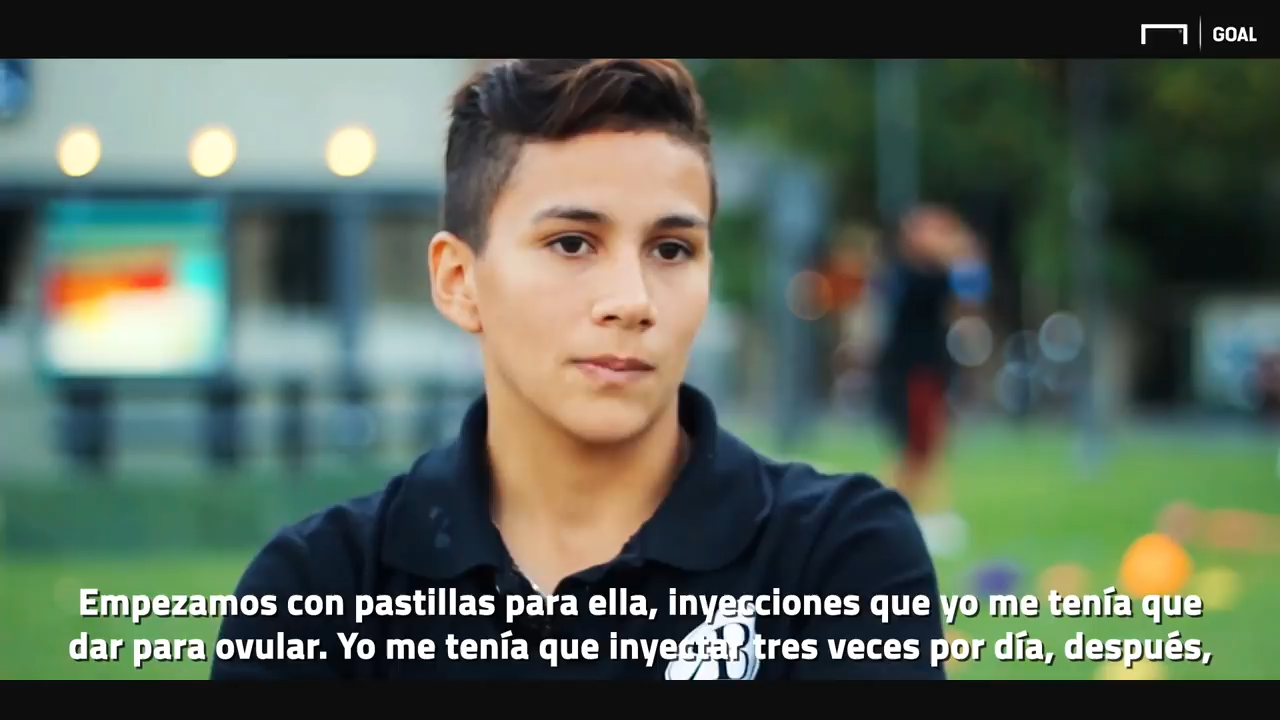 GOAL
Empezamos con pastillas para ella, inyecciones que yo me tenía que
dar para ovular. Yo me tenía que inyectar tres veces por día, después,